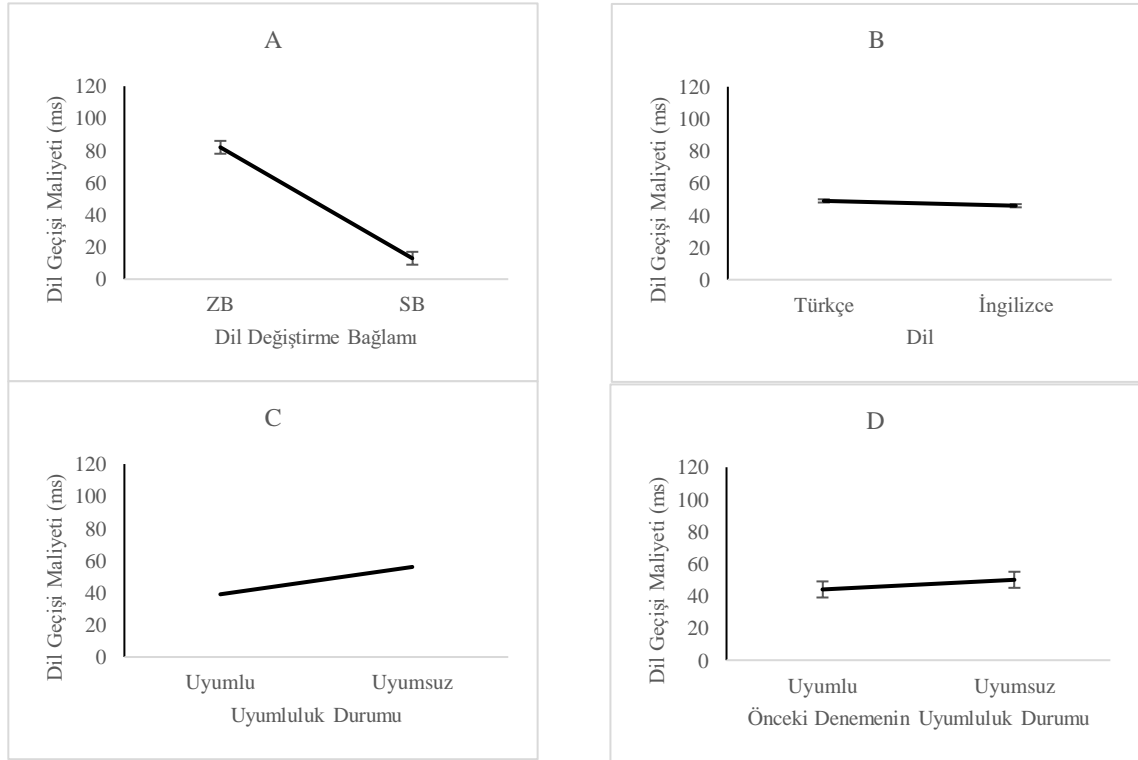 A
Dil Geçişi Maliyeti (ms)
120
100
80
60
40
20
0
ZB SB
Dil Değiştirme Bağlamı
B
Dil Geçişi Maliyeti (ms)
120
100
80
60
40
20
0
Türkçe İngilizce
Dil
C
Dil Geçişi Maliyeti (ms)
120
100
80
60
40
20
0
Uyumlu Uyumsuz
Uyumluluk Durumu
D
Dil Geçişi Maliyeti (ms)
120
100
80
60
40
20
0
Uyumlu Uyumsuz
Önceki Denemenin Uyumluluk Durumu